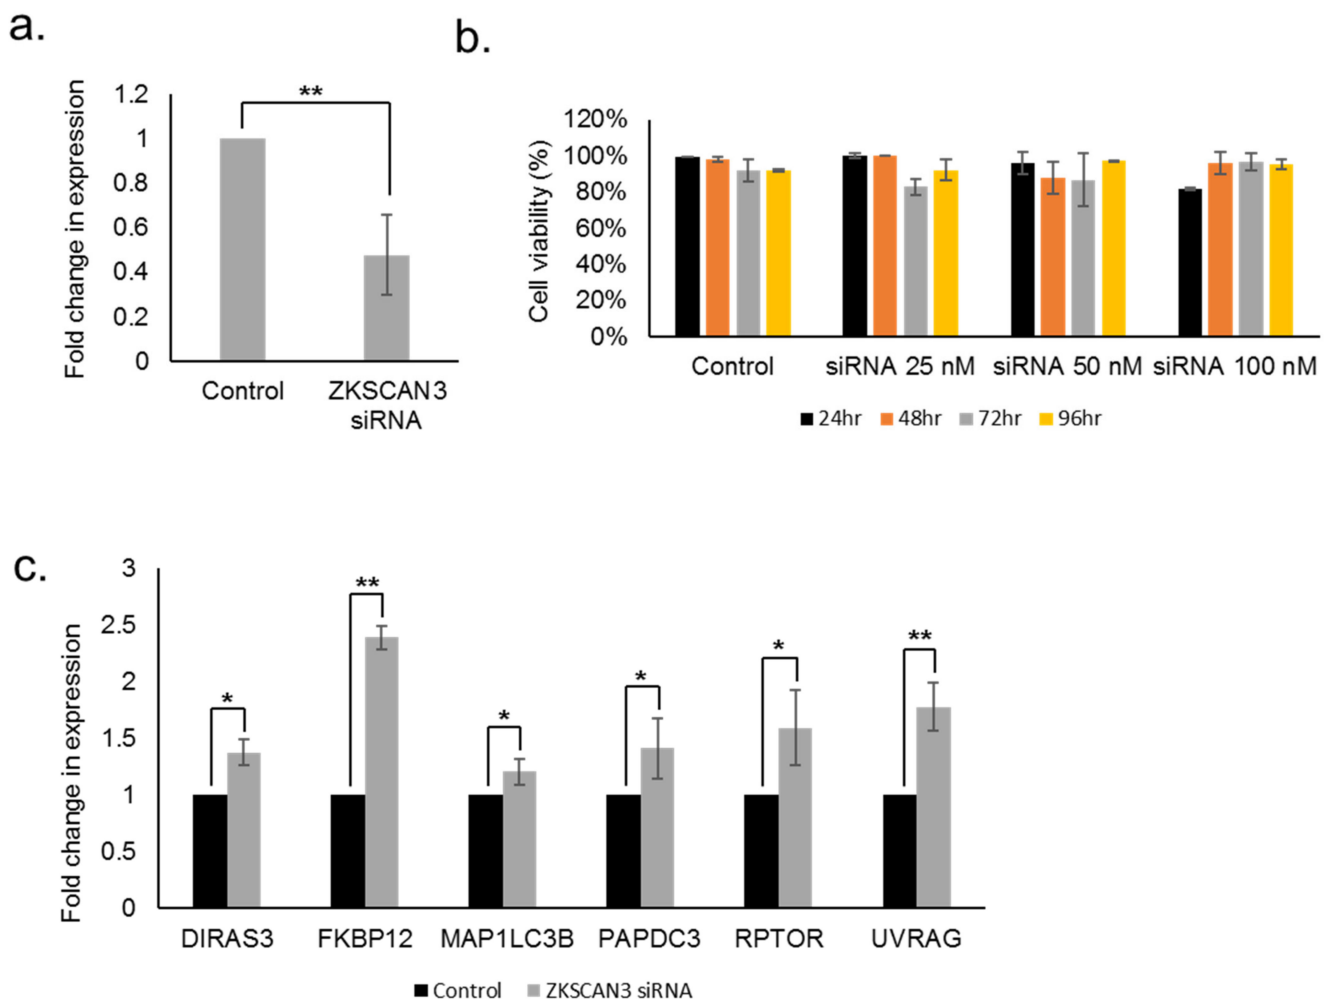 a.
Fold change in expression
1.2
1
0.8
0.6
0.4
0.2
0
**
Control
ZKSCAN3
siRNA
b.
Cell viability (%)
120%
100%
80%
60%
40%
20%
0%
Control siRNA 25 nM siRNA 50 nM siRNA 100 nM
24hr 48hr 72hr 96hr
c.
Fold change in expression
3
2.5
2
1.5
1
0.5
0
* ** * * * **
DIRAS3 FKBP12 MAP1LC3B PAPDC3 RPTOR UVRAG
Control ZKSCAN3 siRNA